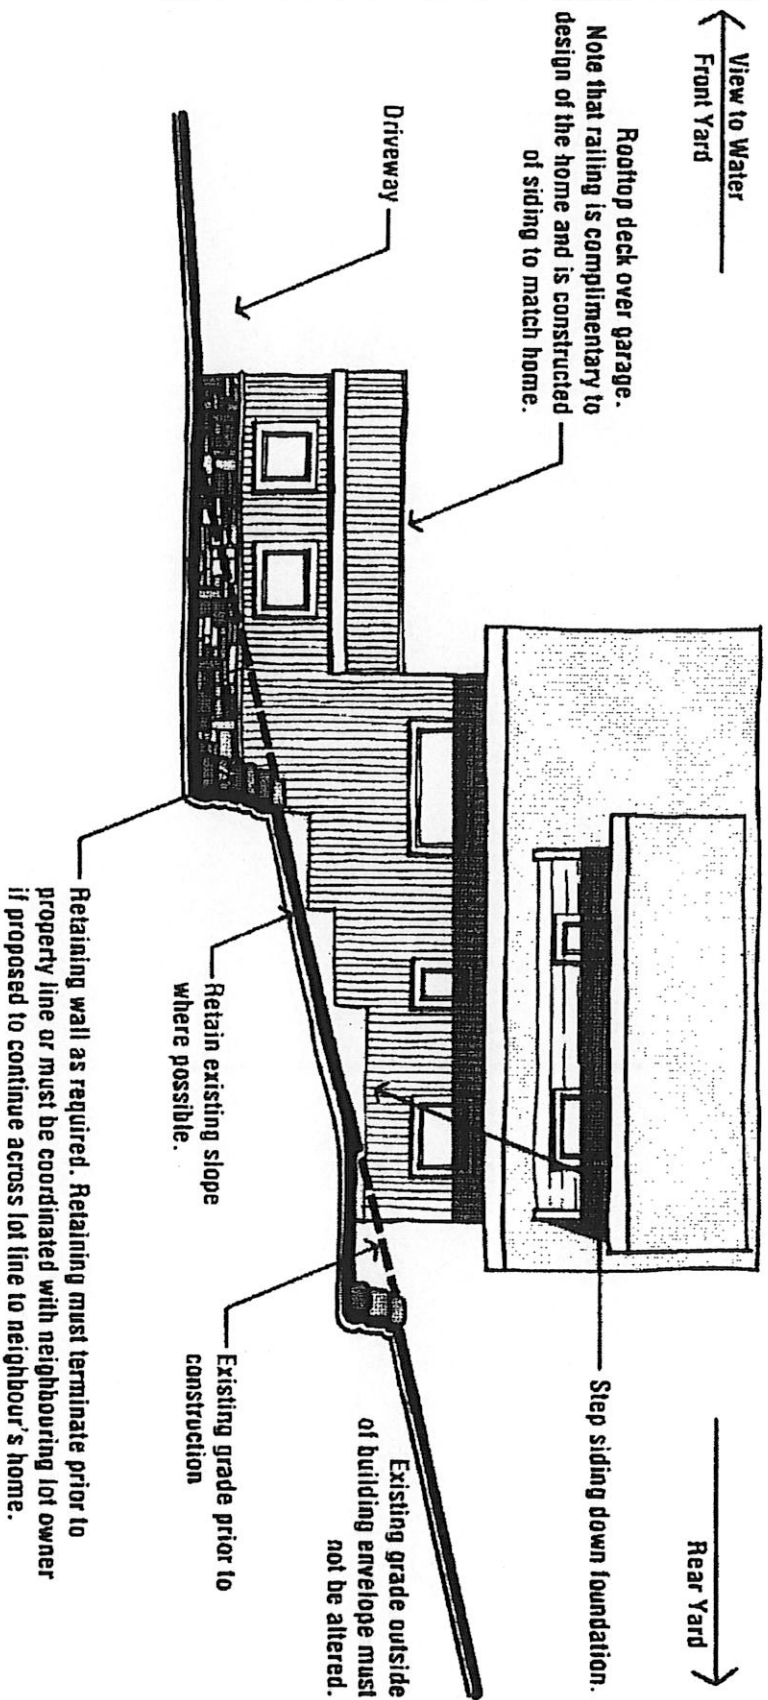 View to Water
Front Yard
Rear Yard
Rooftop deck over garage.
Note that railing is complimentary to
design of the home and is constructed
of siding to match home.
Step siding down foundation.
Driveway
Existing grade outside
of building envelope must
not be altered.
Retain existing slope
where possible.
Existing grade prior to
construction
Retaining wall as required. Retaining must terminate prior to
property line or must be coordinated with neighbouring lot owner
if proposed to continue across lot line to neighbour's home.